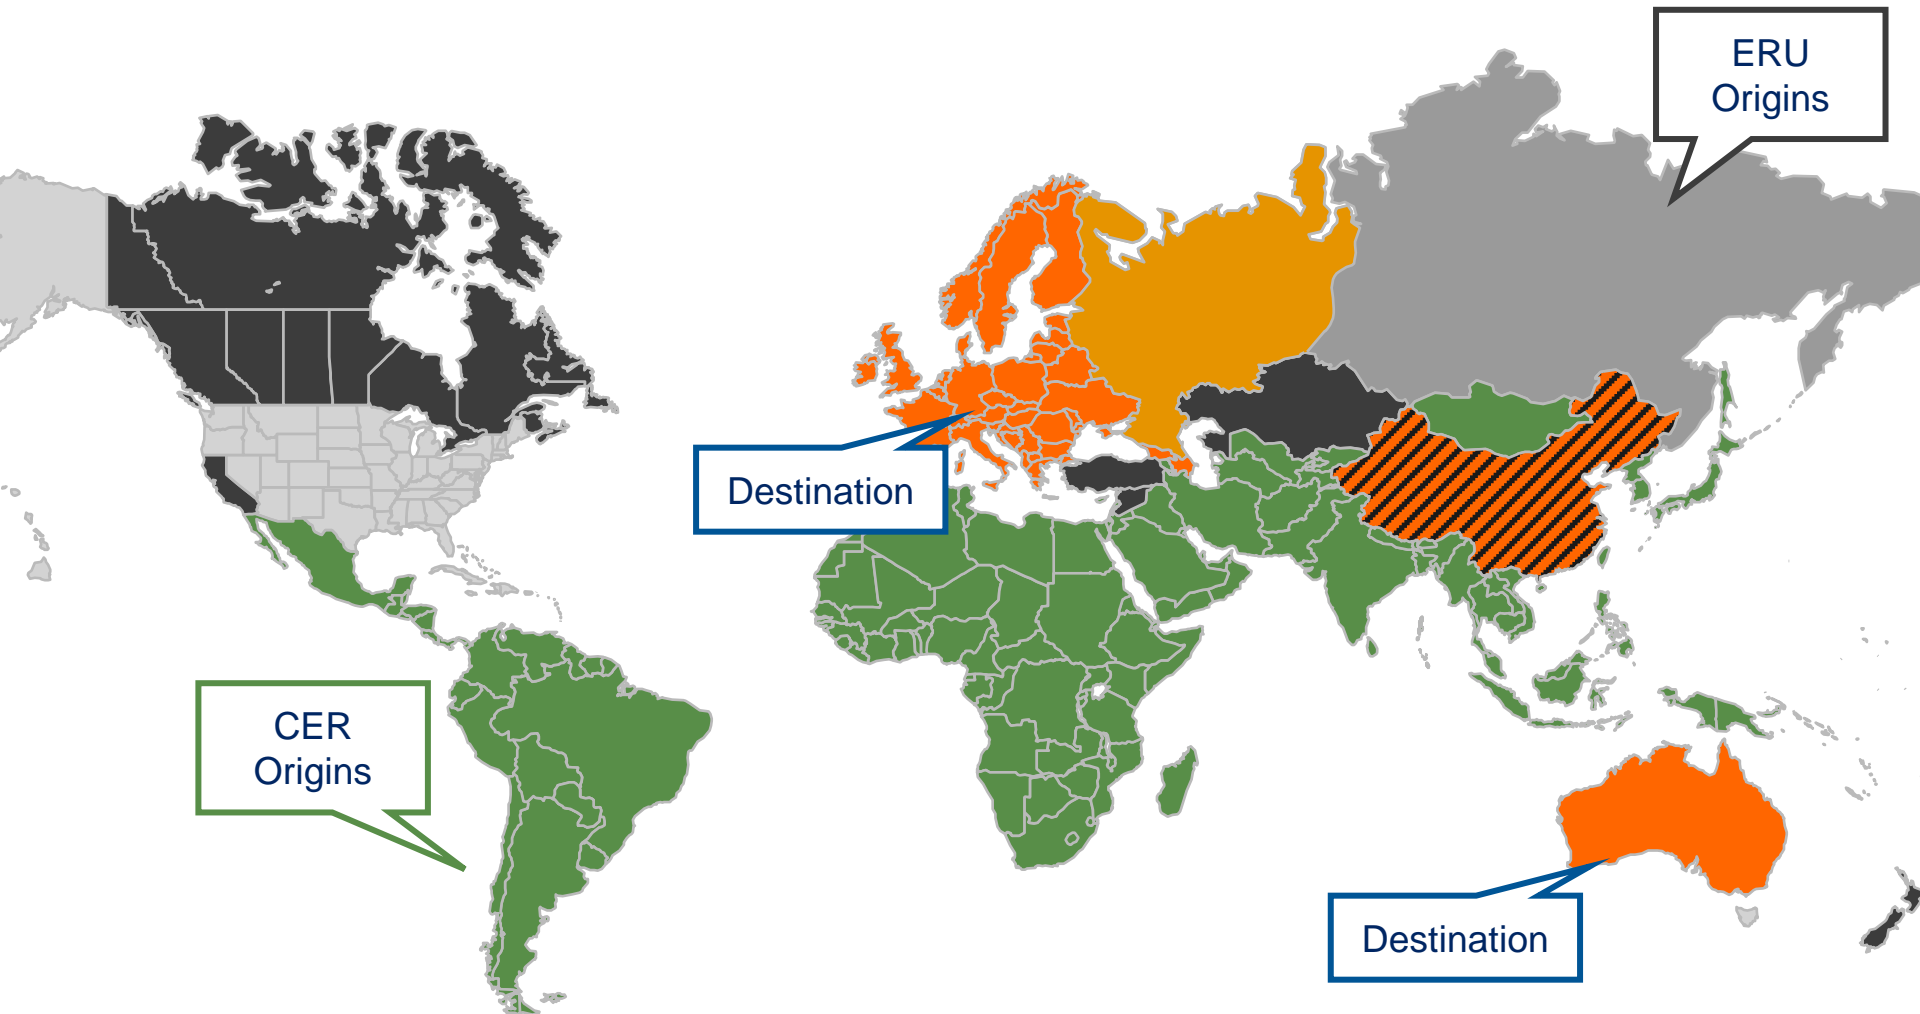 ERU
Origins
Destination
CER
Origins
Destination